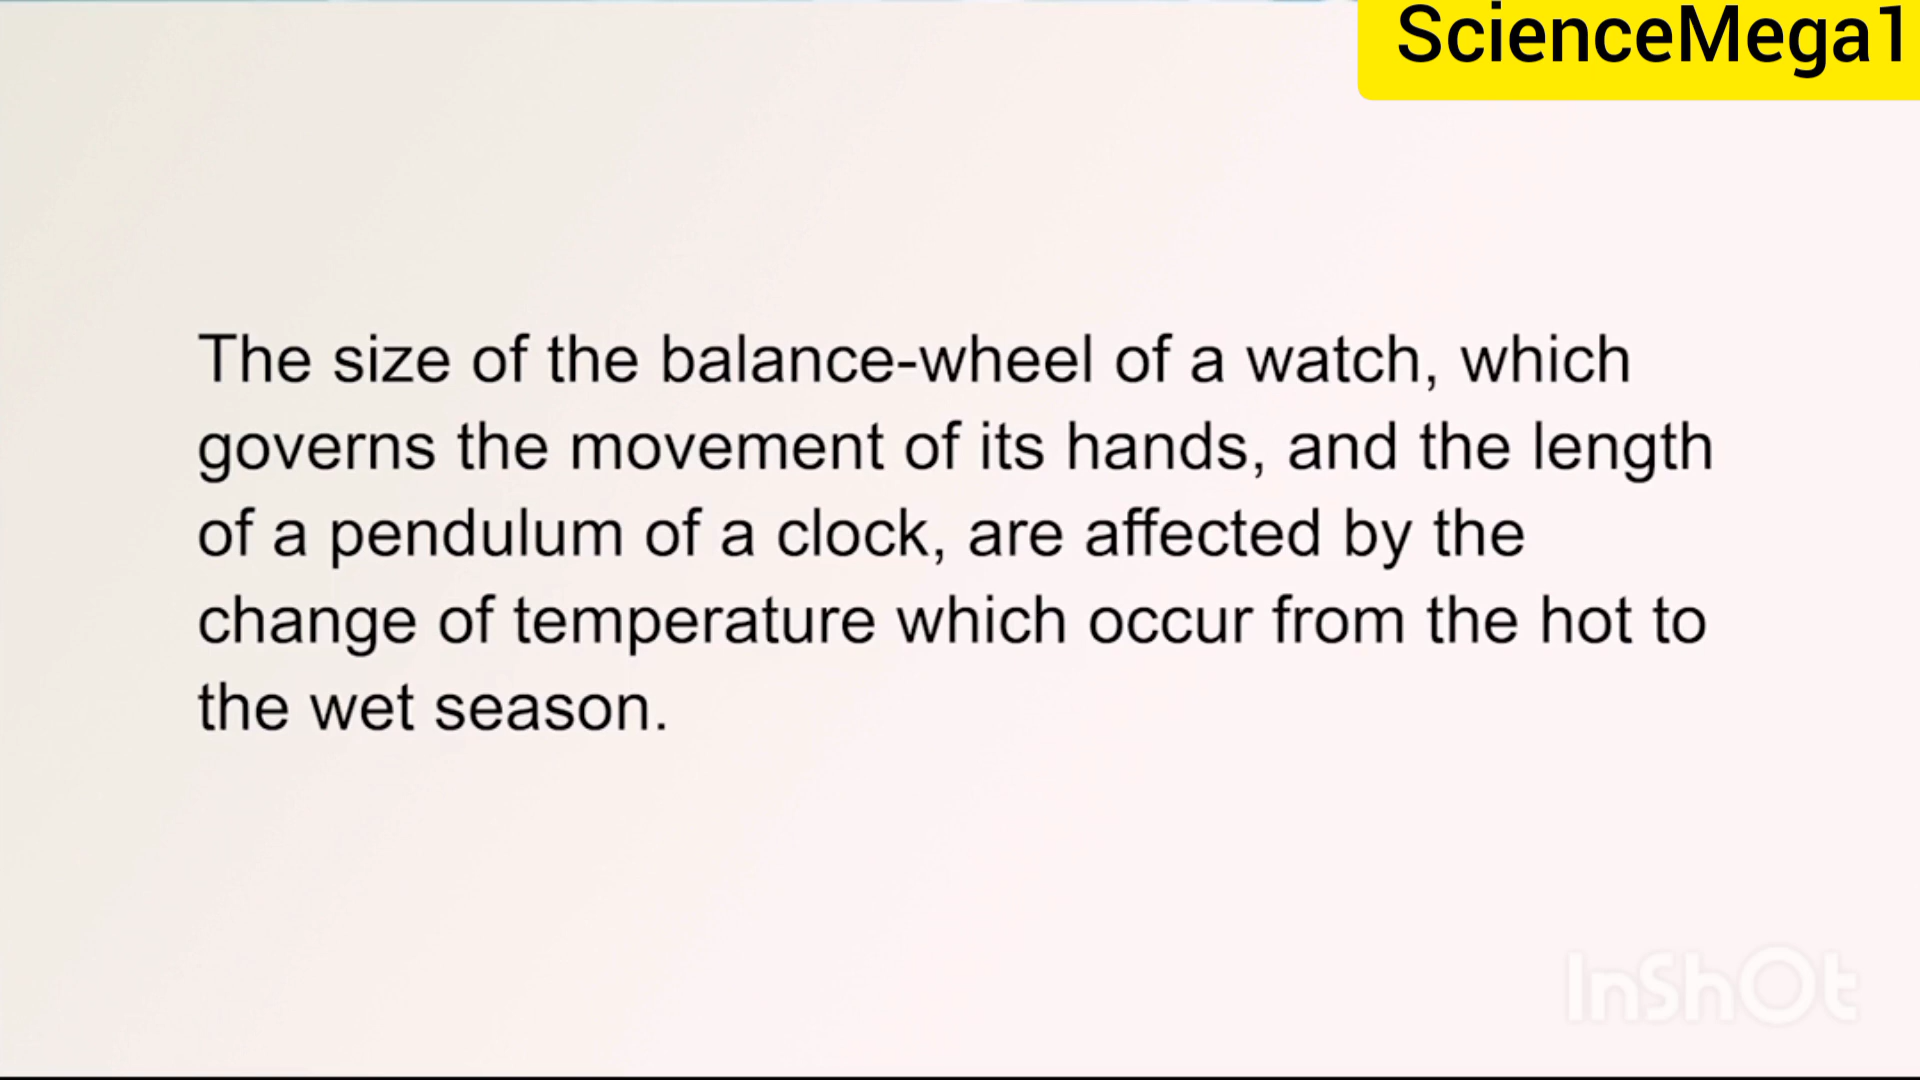 ScienceMega1
The size of the balance-wheel of a watch, which
governs the movement of its hands, and the length
of a pendulum of a clock, are affected by the
change of temperature which occur from the hot to
the wet season.
InShOt